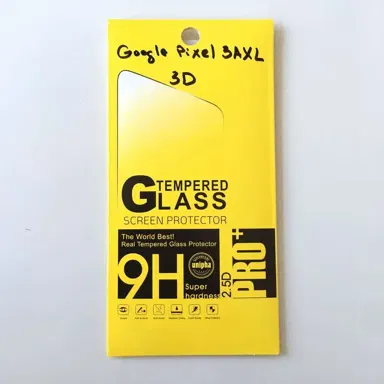 Google Pixel 3AXL
3D
TEMPERED
GLASS
SCREEN PROTECTOR
The World Best!
Real Tempered Glass Protector
9H
unipha
Super
hardness
2.5D
PRO+